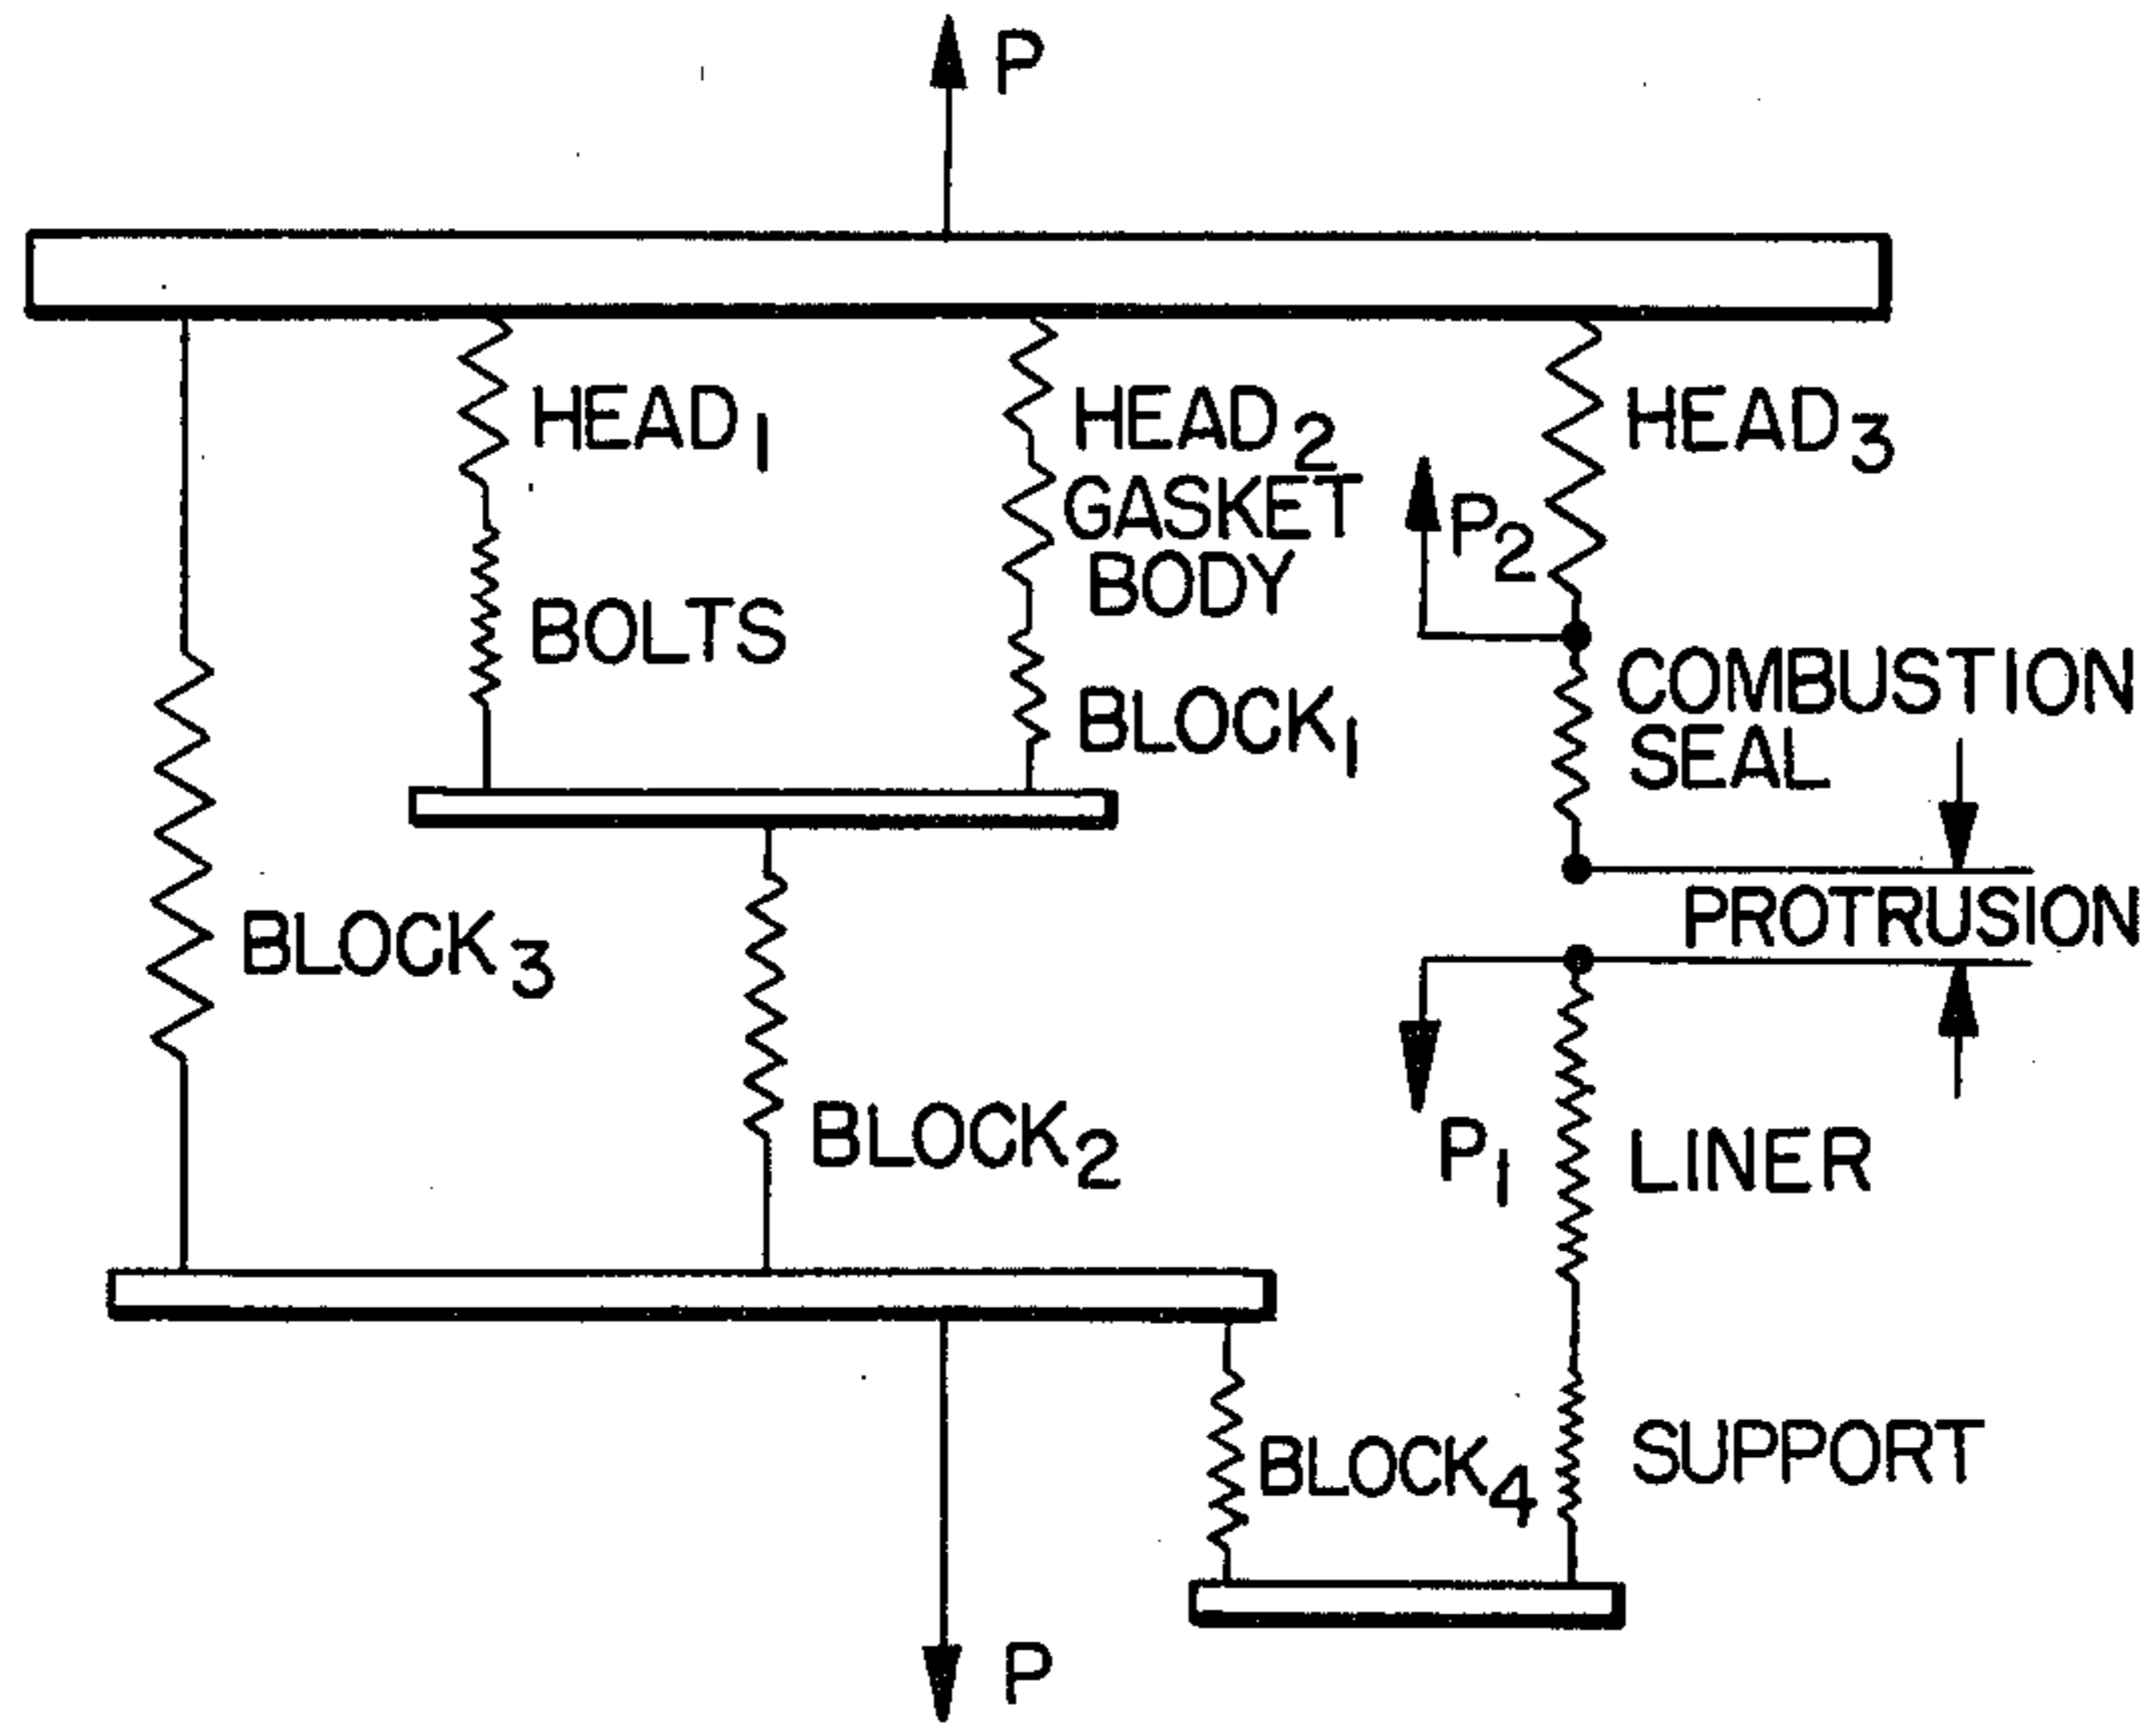 P
HEAD1
HEAD2
HEAD3
GASKET
BODY
P2
BOLTS
COMBUSTION
SEAL
BLOCK1
PROTRUSION
BLOCK3
BLOCK2
P1
LINER
BLOCK4
SUPPORT
P